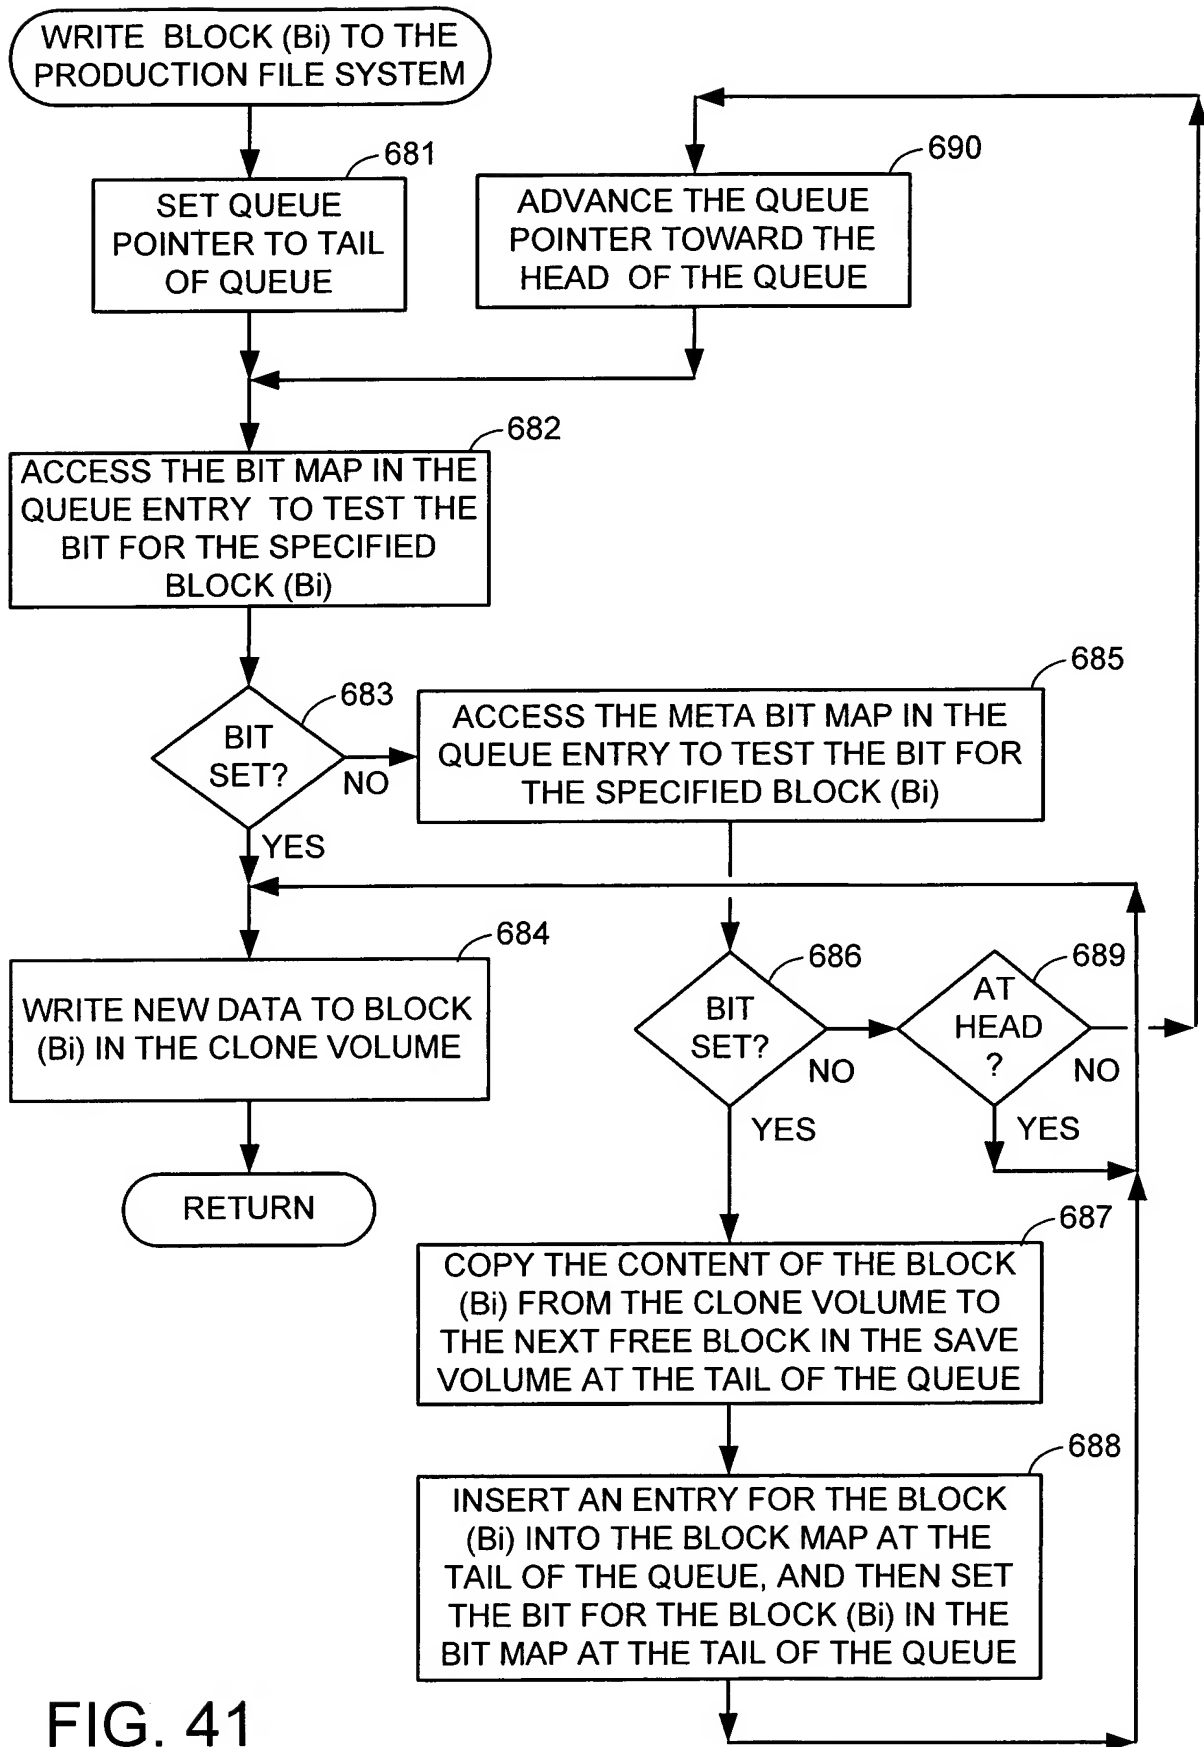 WRITE BLOCK (Bi) TO THE
PRODUCTION FILE SYSTEM
681
SET QUEUE
POINTER TO TAIL
OF QUEUE
690
ADVANCE THE QUEUE
POINTER TOWARD THE
HEAD OF THE QUEUE
682
ACCESS THE BIT MAP IN THE
QUEUE ENTRY TO TEST THE
BIT FOR THE SPECIFIED
BLOCK (Bi)
683
BIT
SET?
NO
YES
685
ACCESS THE META BIT MAP IN THE
QUEUE ENTRY TO TEST THE BIT FOR
THE SPECIFIED BLOCK (Bi)
684
WRITE NEW DATA TO BLOCK
(Bi) IN THE CLONE VOLUME
RETURN
686
BIT
SET?
NO
YES
689
AT
HEAD
?
NO
YES
687
COPY THE CONTENT OF THE BLOCK
(Bi) FROM THE CLONE VOLUME TO
THE NEXT FREE BLOCK IN THE SAVE
VOLUME AT THE TAIL OF THE QUEUE
688
INSERT AN ENTRY FOR THE BLOCK
(Bi) INTO THE BLOCK MAP AT THE
TAIL OF THE QUEUE, AND THEN SET
THE BIT FOR THE BLOCK (Bi) IN THE
BIT MAP AT THE TAIL OF THE QUEUE
FIG. 41